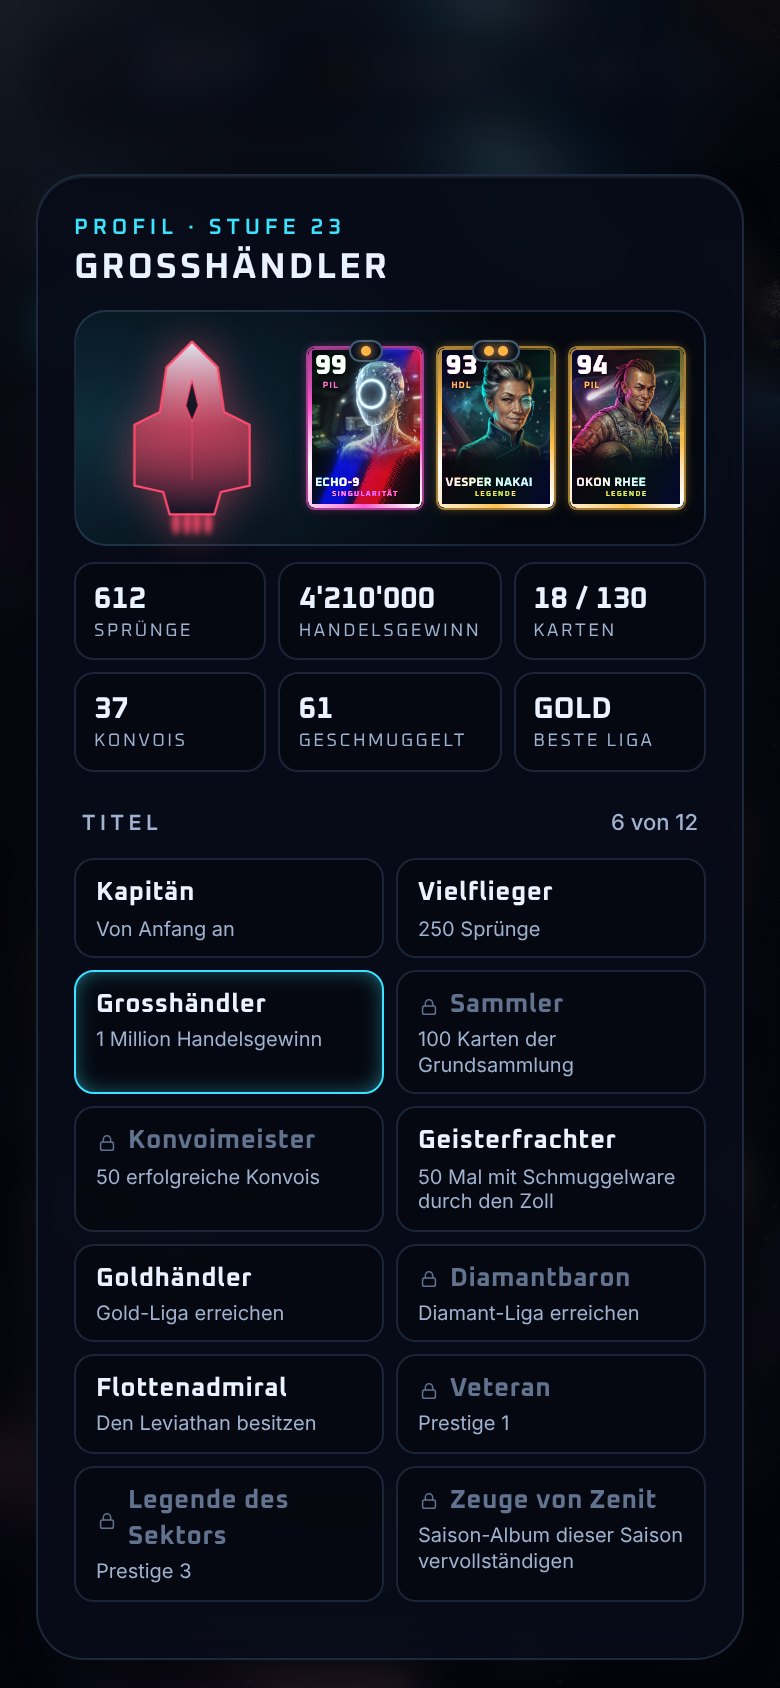 PROFIL · STUFE 23
GROSSHÄNDLER
99
PIL
ECHO-9
SINGULARITÄT
93
HDL
VESPER NAKAI
LEGENDE
94
PIL
OKON RHEE
LEGENDE
612
SPRÜNGE
4'210'000
HANDELSGEWINN
18 / 130
KARTEN
37
KONVOIS
61
GESCHMUGGELT
GOLD
BESTE LIGA
TITEL
6 von 12
Kapitän
Von Anfang an
Vielflieger
250 Sprünge
Grosshändler
1 Million Handelsgewinn
Sammler
100 Karten der
Grundsammlung
Konvoimeister
50 erfolgreiche Konvois
Geisterfrachter
50 Mal mit Schmuggelware
durch den Zoll
Goldhändler
Gold-Liga erreichen
Diamantbaron
Diamant-Liga erreichen
Flottenadmiral
Den Leviathan besitzen
Veteran
Prestige 1
Legende des
Sektors
Prestige 3
Zeuge von Zenit
Saison-Album dieser Saison
vervollständigen